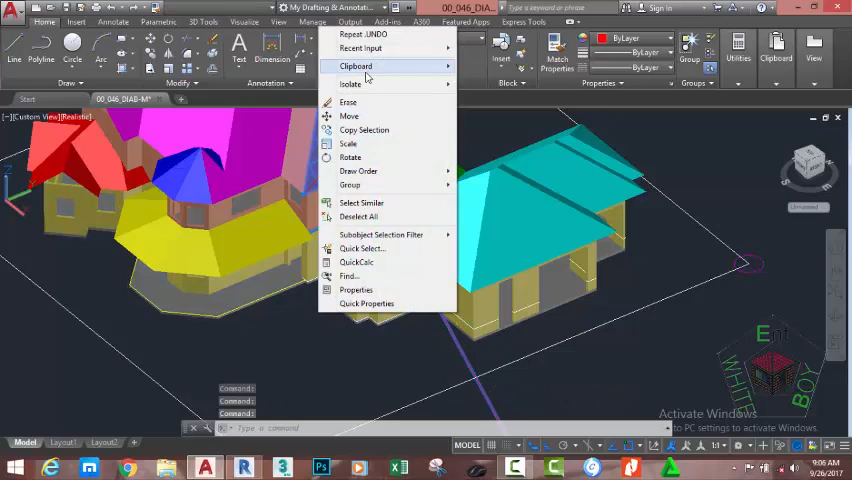 My Drafting & Annotati...
00_046_DIA...
Sign In
Home
Insert
Annotate
Parametric
3D Tools
View
Manage
Output
Add-ins
A360
Featured Apps
Express Tools
Line
Polyline
Circle
Arc
Text
Dimension
Insert
Match
Properties
ByLayer
Group
Utilities
Clipboard
View
Draw
Block
Properties
Groups
Start
00_046_DIAB-M*
[−][Custom View][Realistic]
Repeat .UNDO
Recent Input
Clipboard
Isolate
Erase
Move
Copy Selection
Scale
Rotate
Draw Order
Group
Select Similar
Deselect All
Subobject Selection Filter
Quick Select...
QuickCalc
Find...
Properties
Quick Properties
Unnamed
Z
Ent
WHITE
BOY
Command:
Command:
Command:
Type a command
Activate Windows
to PC settings to activate Windows.
Model
Layout1
Layout2
MODEL
1:1
9:06 AM
9/26/2017